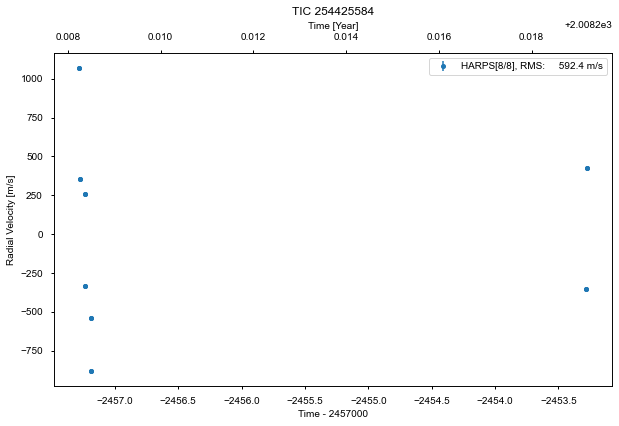 TIC 254425584
Time [Year]
+2.0082e3
0.008 0.010 0.012 0.014 0.016 0.018
HARPS[8/8], RMS: 592.4 m/s
Radial Velocity [m/s]
1000
750
500
250
0
−250
−500
−750
−2457.0 −2456.5 −2456.0 −2455.5 −2455.0 −2454.5 −2454.0 −2453.5
Time - 2457000